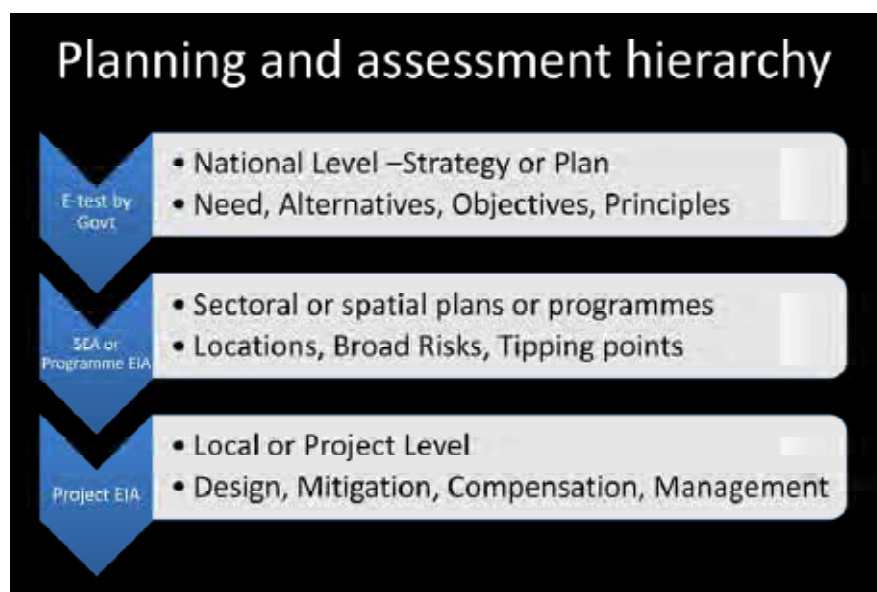 Planning and assessment hierarchy
E-test by
Govt
• National Level –Strategy or Plan
• Need, Alternatives, Objectives, Principles
SEA or
Programme EIA
• Sectoral or spatial plans or programmes
• Locations, Broad Risks, Tipping points
Project EIA
• Local or Project Level
• Design, Mitigation, Compensation, Management